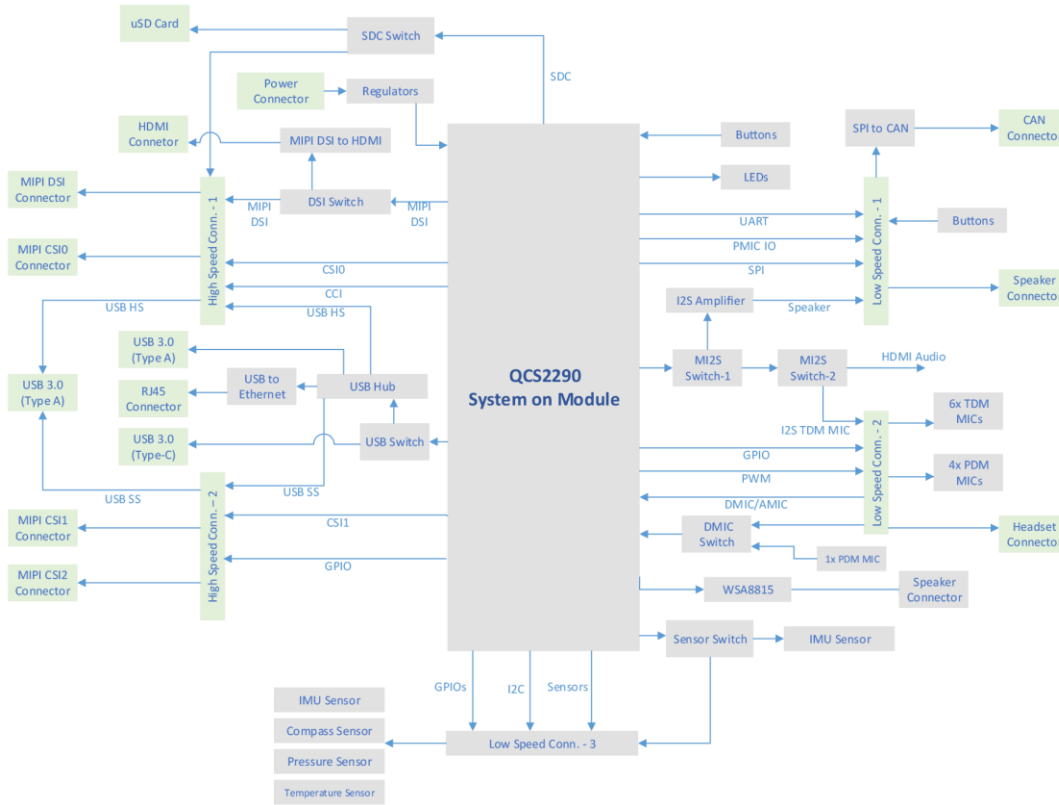 uSD Card
SDC Switch
SDC
Power
Connector
Regulators
HDMI
Connetor
MIPI DSI to HDMI
MIPI DSI
Connector
DSI Switch
MIPI
DSI
MIPI
DSI
MIPI CSI0
Connector
High Speed Conn. - 1
CSI0
CCI
USB HS
USB HS
USB 3.0
(Type A)
USB 3.0
(Type A)
USB to
Ethernet
USB Hub
RJ45
Connector
USB 3.0
(Type-C)
USB Switch
USB SS
USB SS
High Speed Conn. – 2
MIPI CSI1
Connector
CSI1
MIPI CSI2
Connector
GPIO
QCS2290
System on Module
Buttons
LEDs
SPI to CAN
CAN
Connector
UART
PMIC IO
SPI
Low Speed Conn. - 1
Buttons
Speaker
Connector
I2S Amplifier
Speaker
MI2S
Switch-1
MI2S
Switch-2
HDMI Audio
I2S TDM MIC
6x TDM
MICs
GPIO
PWM
Low Speed Conn. - 2
4x PDM
MICs
DMIC/AMIC
DMIC
Switch
Headset
Connector
1x PDM MIC
WSA8815
Speaker
Connector
Sensor Switch
IMU Sensor
GPIOs
I2C
Sensors
IMU Sensor
Compass Sensor
Low Speed Conn. - 3
Pressure Sensor
Temperature Sensor